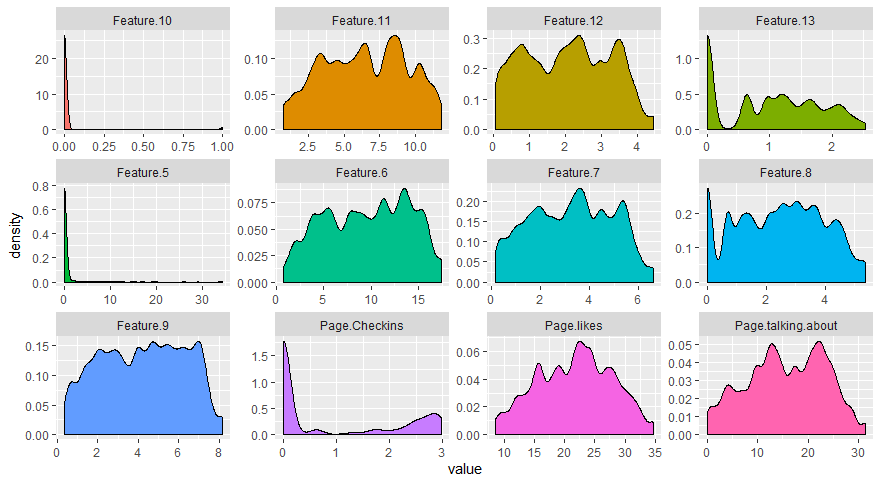 Feature.10 Feature.11 Feature.12 Feature.13
20
10
0
0.00 0.25 0.50 0.75 1.00
0.10
0.05
0.00
2.5 5.0 7.5 10.0
0.3
0.2
0.1
0.0
0 1 2 3 4
1.0
0.5
0.0
0 1 2
Feature.5 Feature.6 Feature.7 Feature.8
0.8
0.6
0.4
0.2
0.0
0 10 20 30
0.075
0.050
0.025
0.000
5 10 15
0.20
0.15
0.10
0.05
0.00
0 2 4 6
0.2
0.1
0.0
0 2 4
Feature.9 Page.Checkins Page.likes Page.talking.about
0.15
0.10
0.05
0.00
0 2 4 6 8
1.5
1.0
0.5
0.0
0 1 2 3
0.06
0.04
0.02
0.00
10 15 20 25 30 35
0.05
0.04
0.03
0.02
0.01
0.00
0 10 20 30
density
value